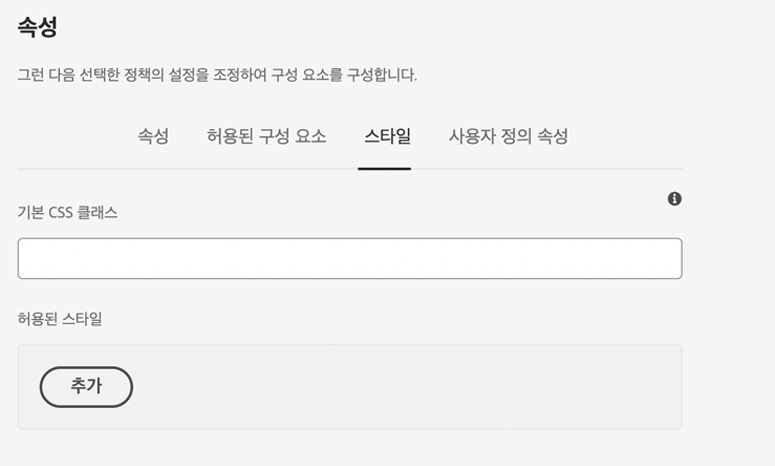 속성
그런 다음 선택한 정책의 설정을 조정하여 구성 요소를 구성합니다.
속성 허용된 구성 요소 스타일 사용자 정의 속성
기본 CSS 클래스
허용된 스타일
추가